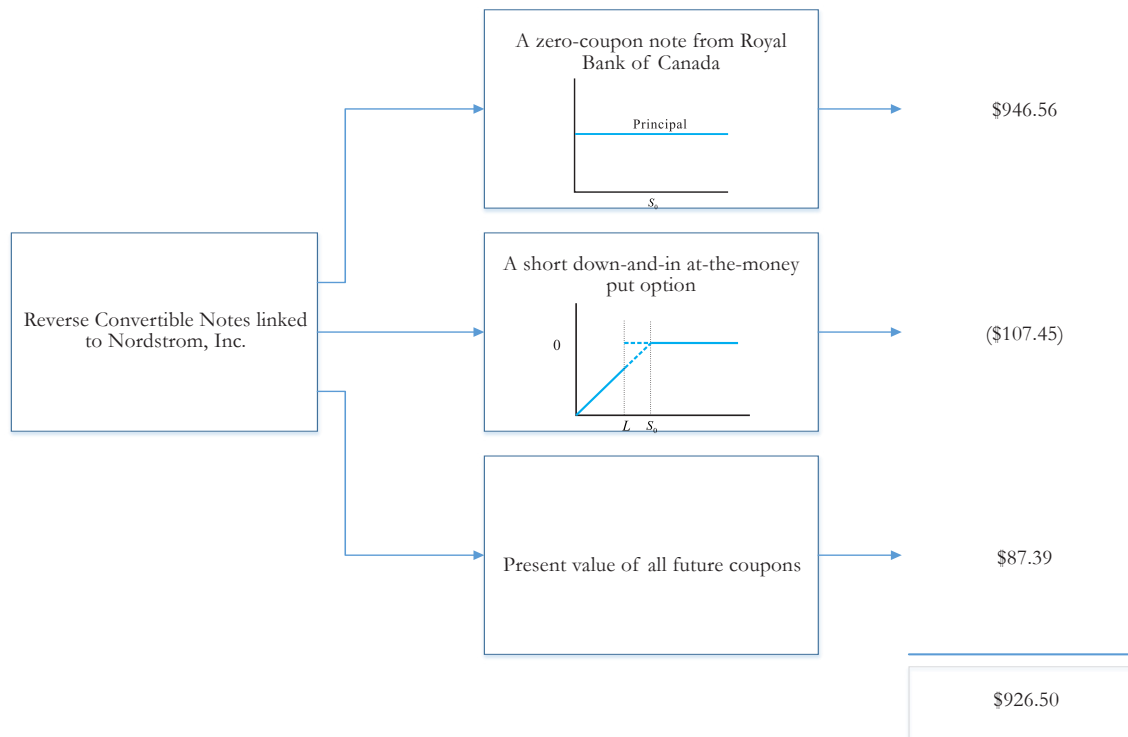 A zero-coupon note from Royal
Bank of Canada
Principal
S₀
$946.56
Reverse Convertible Notes linked
to Nordstrom, Inc.
A short down-and-in at-the-money
put option
0
L S₀
($107.45)
Present value of all future coupons
$87.39
$926.50